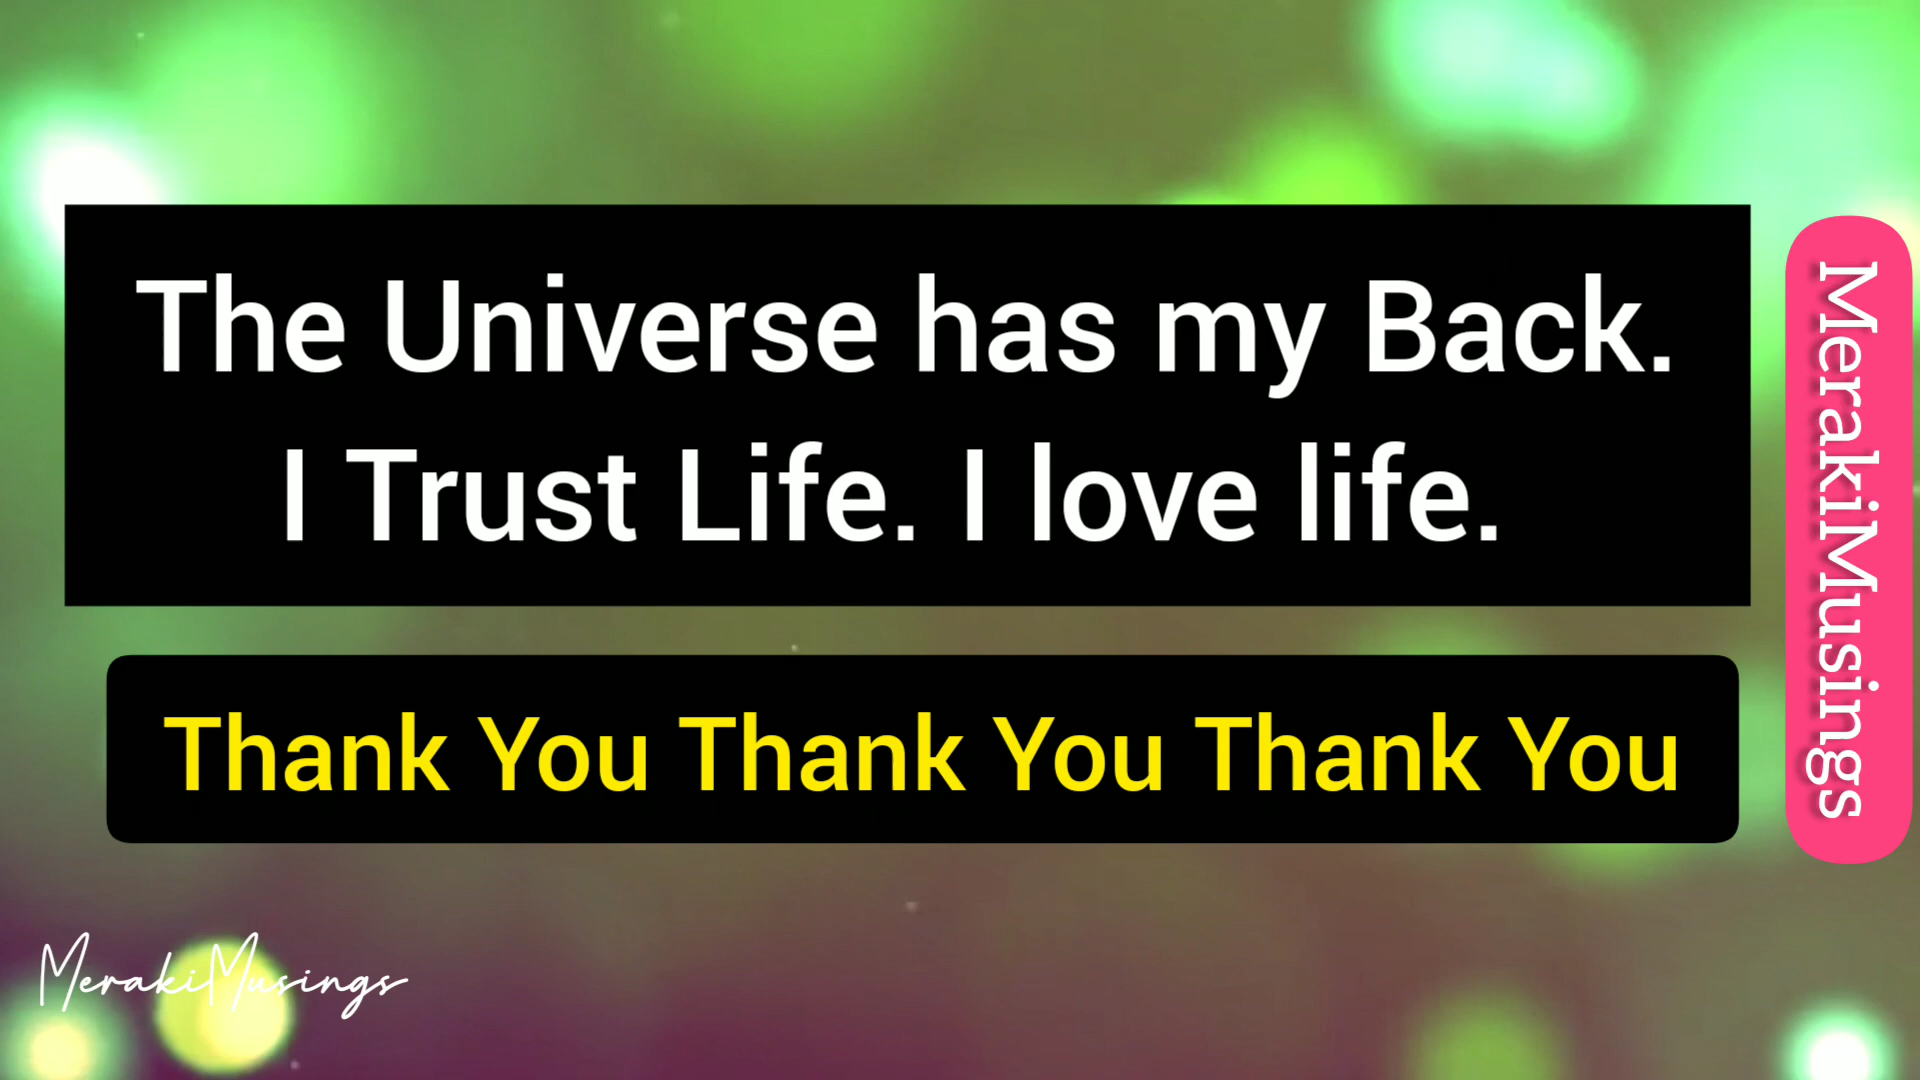 The Universe has my Back.
I Trust Life. I love life.
Thank You Thank You Thank You
MerakiMusings
MerakiMusings